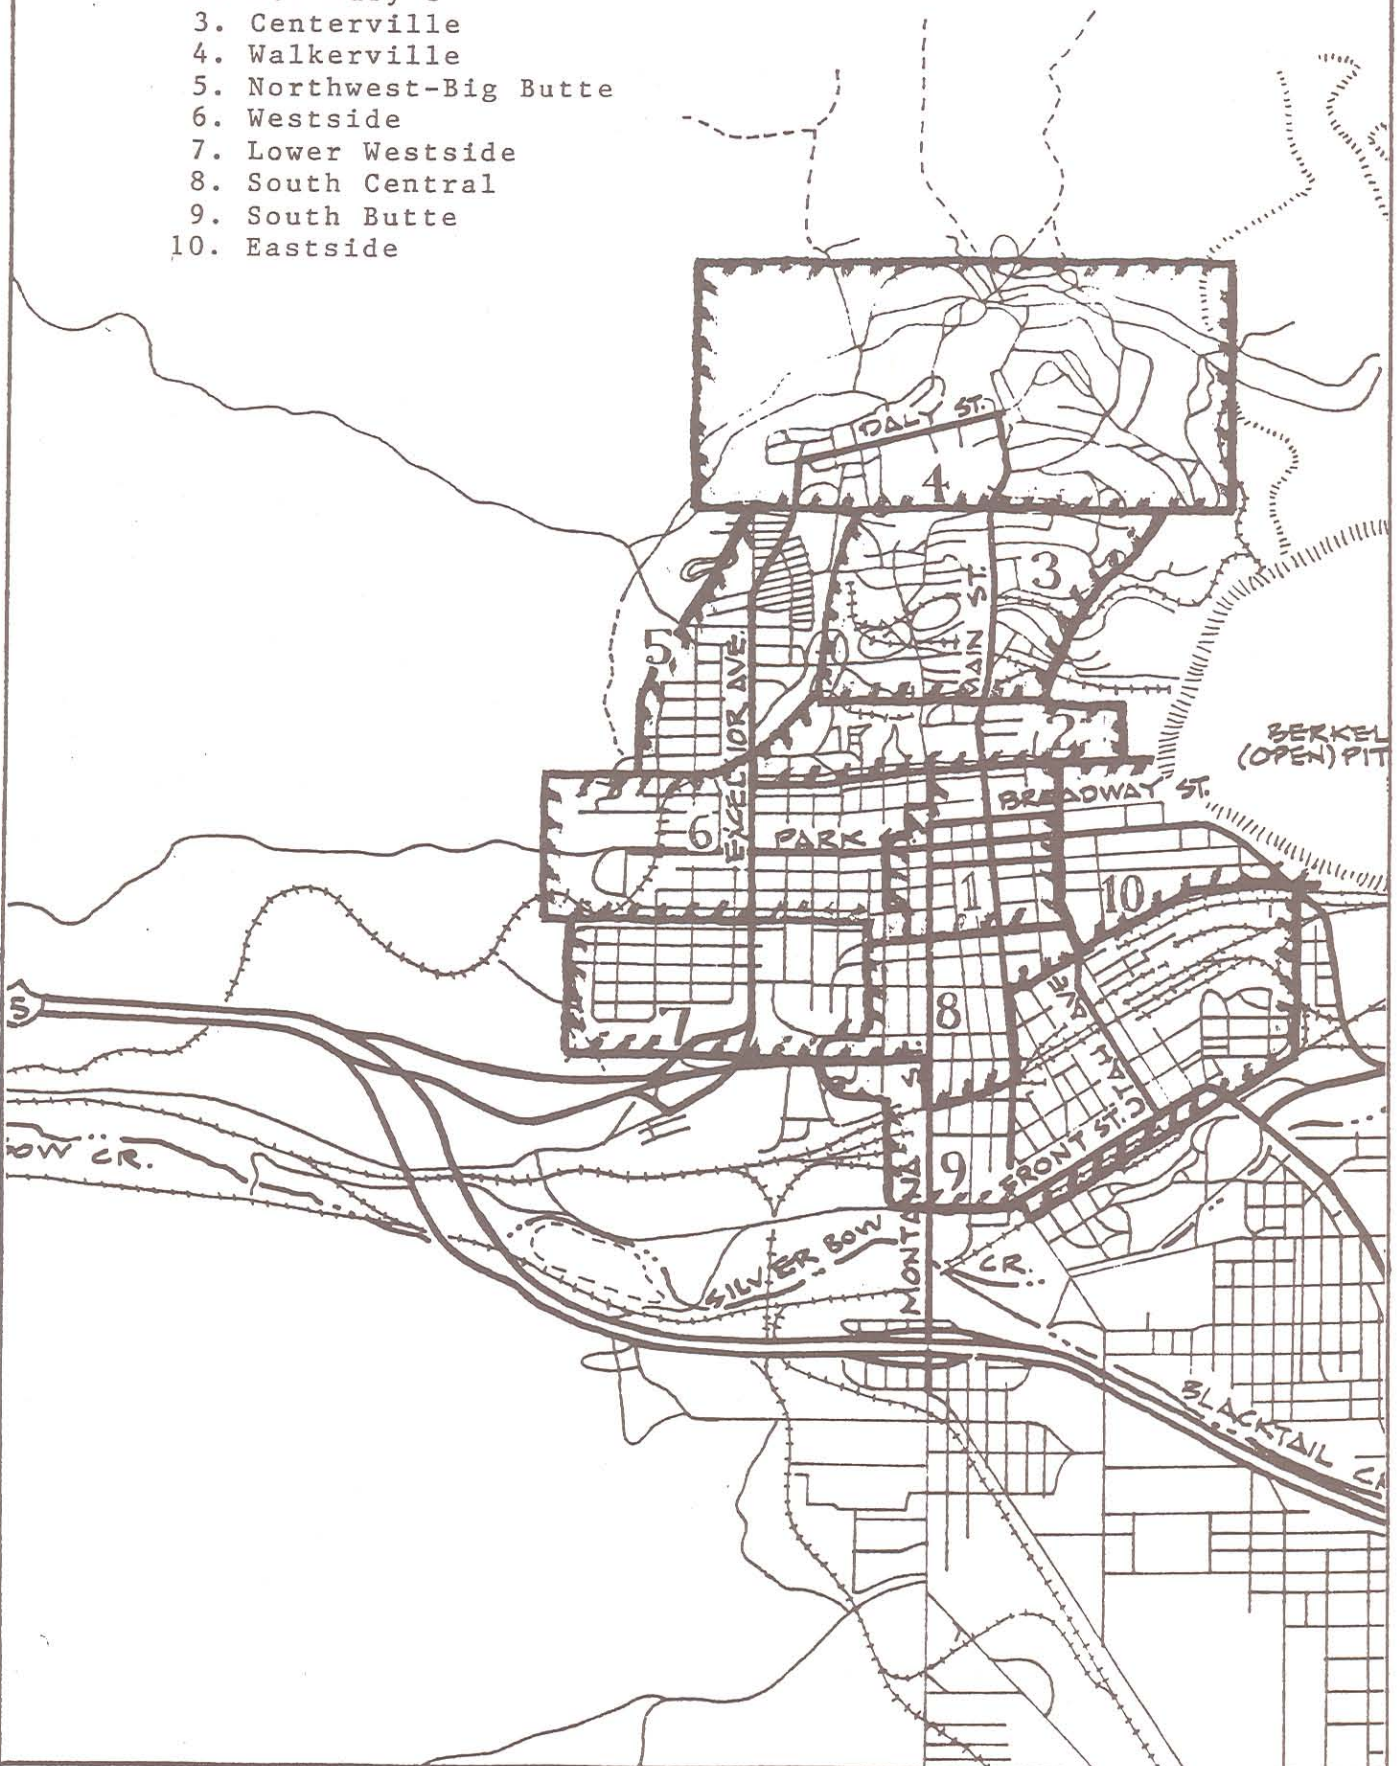 3. Centerville
4. Walkerville
5. Northwest-Big Butte
6. Westside
7. Lower Westside
8. South Central
9. South Butte
10. Eastside
DALY ST.
4
3
MAIN ST.
5
EXCELSIOR AVE.
2
BERKEL
(OPEN) PIT
BROADWAY ST.
6
PARK
1
10
S
8
7
AVE
FRONT ST.
9
OW CR.
S. MONTANA
SILVER BOW
CR.
BLACKTAIL CR